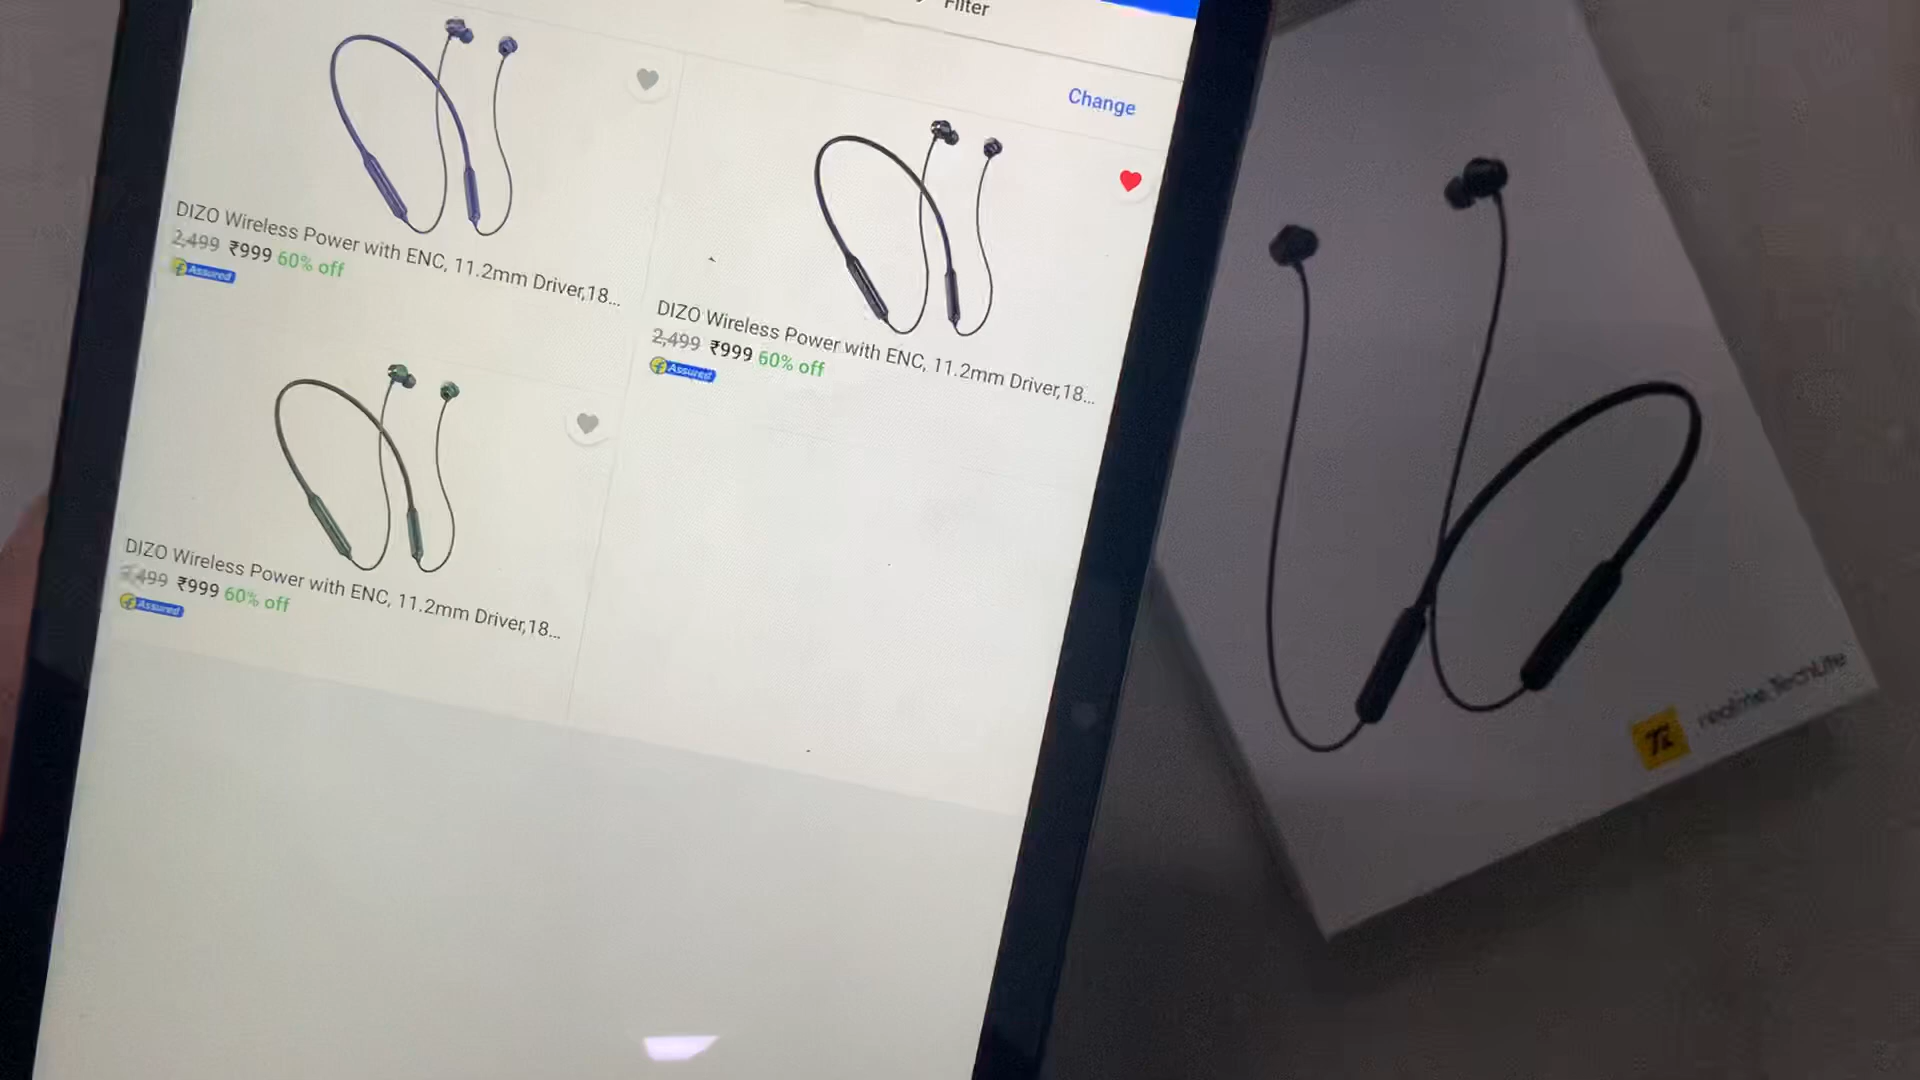 Filter
Change
DIZO Wireless Power with ENC, 11.2mm Driver,18...
2,499 ₹999 60% off
Assured
DIZO Wireless Power with ENC, 11.2mm Driver,18...
2,499 ₹999 60% off
Assured
DIZO Wireless Power with ENC, 11.2mm Driver,18...
2,499 ₹999 60% off
Assured
realme TechLife